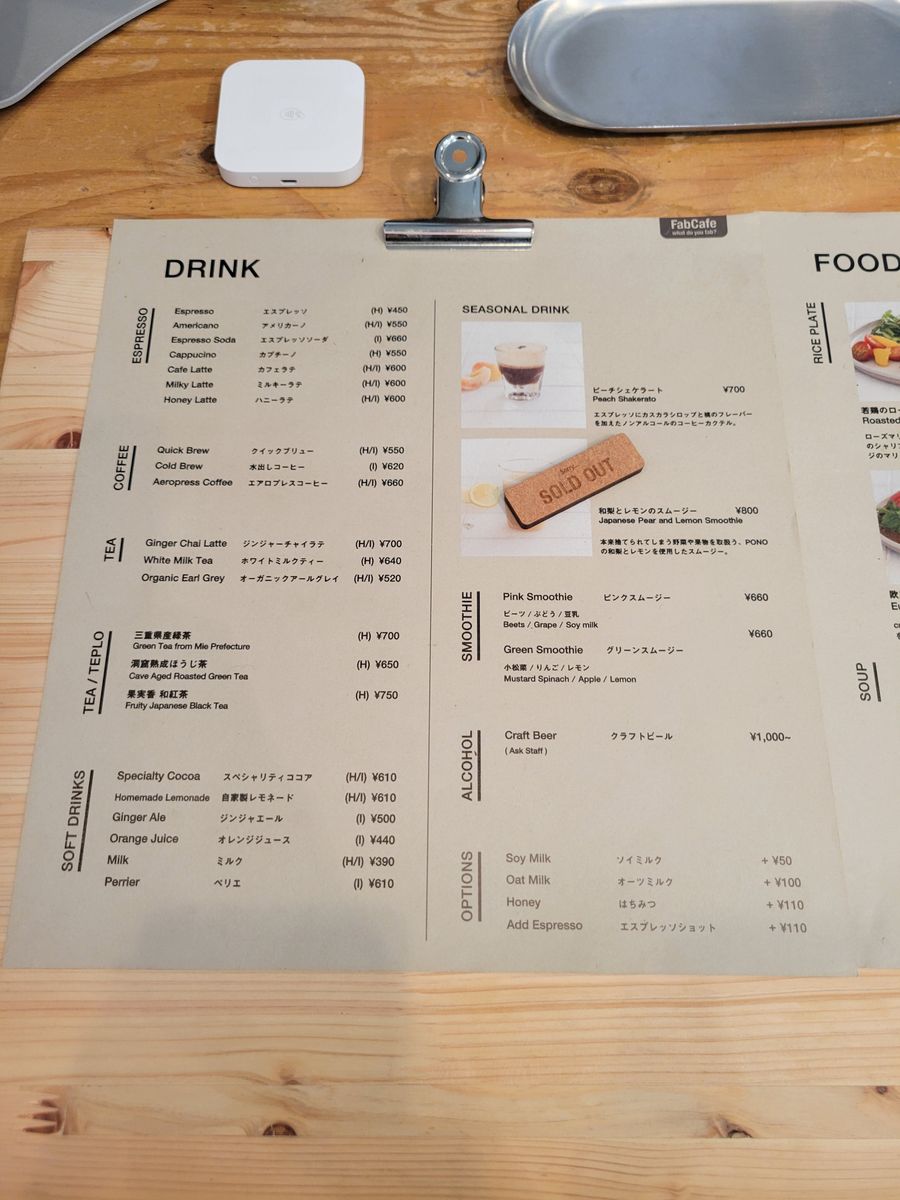 FabCafe
what do you fab?
DRINK
ESPRESSO
Espresso エスプレッソ (H) ¥450
Americano アメリカーノ (H/I) ¥550
Espresso Soda エスプレッソソーダ (I) ¥660
Cappucino カプチーノ (H) ¥550
Cafe Latte カフェラテ (H/I) ¥600
Milky Latte ミルキーラテ (H/I) ¥600
Honey Latte ハニーラテ (H/I) ¥600
COFFEE
Quick Brew クイックブリュー (H/I) ¥550
Cold Brew 水出しコーヒー (I) ¥620
Aeropress Coffee エアロプレスコーヒー (H/I) ¥660
TEA
Ginger Chai Latte ジンジャーチャイラテ (H/I) ¥700
White Milk Tea ホワイトミルクティー (H) ¥640
Organic Earl Grey オーガニックアールグレイ (H/I) ¥520
TEA / TEPLO
三重県産緑茶 (H) ¥700
Green Tea from Mie Prefecture
洞窟熟成ほうじ茶 (H) ¥650
Cave Aged Roasted Green Tea
果実香 和紅茶 (H) ¥750
Fruity Japanese Black Tea
SOFT DRINKS
Specialty Cocoa スペシャリティココア (H/I) ¥610
Homemade Lemonade 自家製レモネード (H/I) ¥610
Ginger Ale ジンジャエール (I) ¥500
Orange Juice オレンジジュース (I) ¥440
Milk ミルク (H/I) ¥390
Perrier ペリエ (I) ¥610
SEASONAL DRINK
ピーチシェケラート ¥700
Peach Shakerato
エスプレッソにカスカラシロップと桃のフレーバー
を加えたノンアルコールのコーヒーカクテル。
Sorry
SOLD OUT
和梨とレモンのスムージー ¥800
Japanese Pear and Lemon Smoothie
本来捨てられてしまう野菜や果物を取扱う、PONO
の和梨とレモンを使用したスムージー。
SMOOTHIE
Pink Smoothie ピンクスムージー ¥660
ビーツ / ぶどう / 豆乳
Beets / Grape / Soy milk
¥660
Green Smoothie グリーンスムージー
小松菜 / りんご / レモン
Mustard Spinach / Apple / Lemon
ALCOHOL
Craft Beer クラフトビール ¥1,000~
( Ask Staff )
OPTIONS
Soy Milk ソイミルク + ¥50
Oat Milk オーツミルク + ¥100
Honey はちみつ + ¥110
Add Espresso エスプレッソショット + ¥110
FOOD
RICE PLATE
若鶏のロー
Roasted
ローズマリ
のシャリフ
ジのマリ
欧
Eu
SOUP